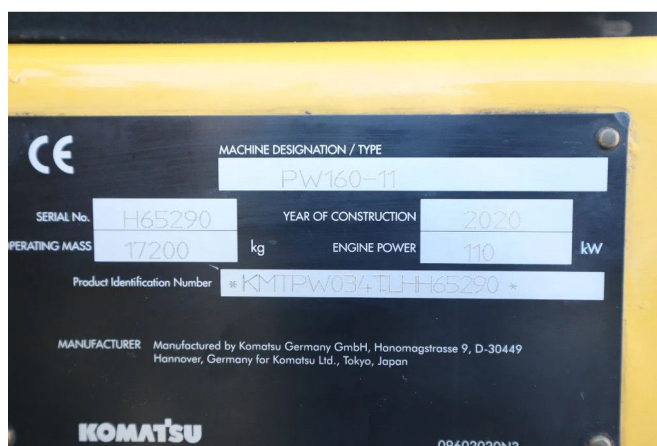 CE
MACHINE DESIGNATION / TYPE
PW160-11
SERIAL No. H65290 YEAR OF CONSTRUCTION 2020
OPERATING MASS 17200 kg ENGINE POWER 110 kW
Product Identification Number *KMTPW034TLHH65290*
MANUFACTURER Manufactured by Komatsu Germany GmbH, Hanomagstrasse 9, D-30449
Hannover, Germany for Komatsu Ltd., Tokyo, Japan
KOMATSU